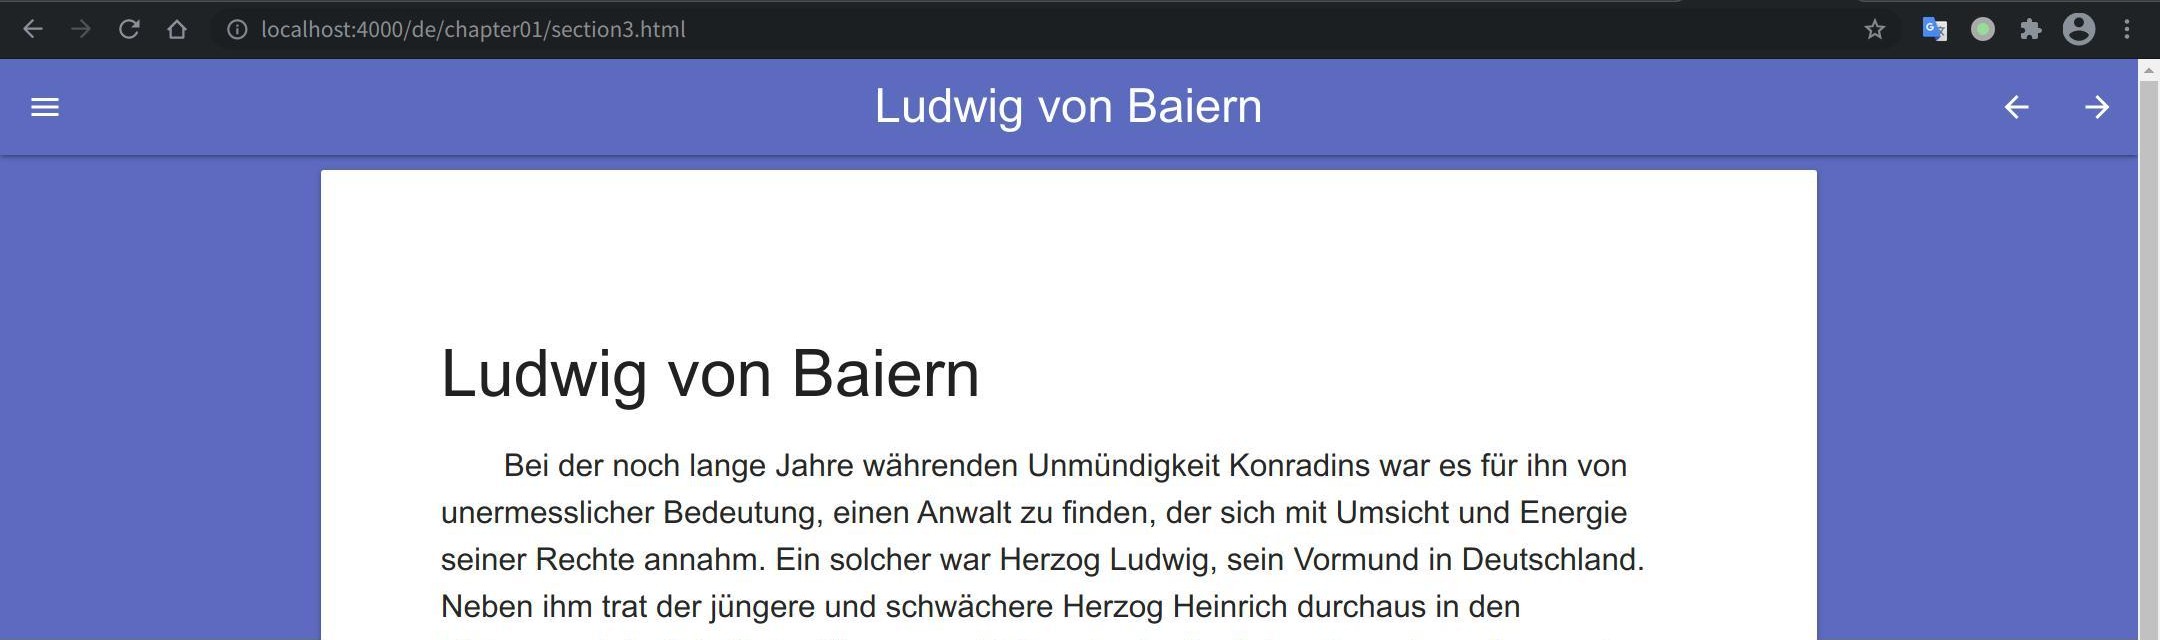 localhost:4000/de/chapter01/section3.html
Ludwig von Baiern
Ludwig von Baiern
Bei der noch lange Jahre währenden Unmündigkeit Konradins war es für ihn von
unermesslicher Bedeutung, einen Anwalt zu finden, der sich mit Umsicht und Energie
seiner Rechte annahm. Ein solcher war Herzog Ludwig, sein Vormund in Deutschland.
Neben ihm trat der jüngere und schwächere Herzog Heinrich durchaus in den